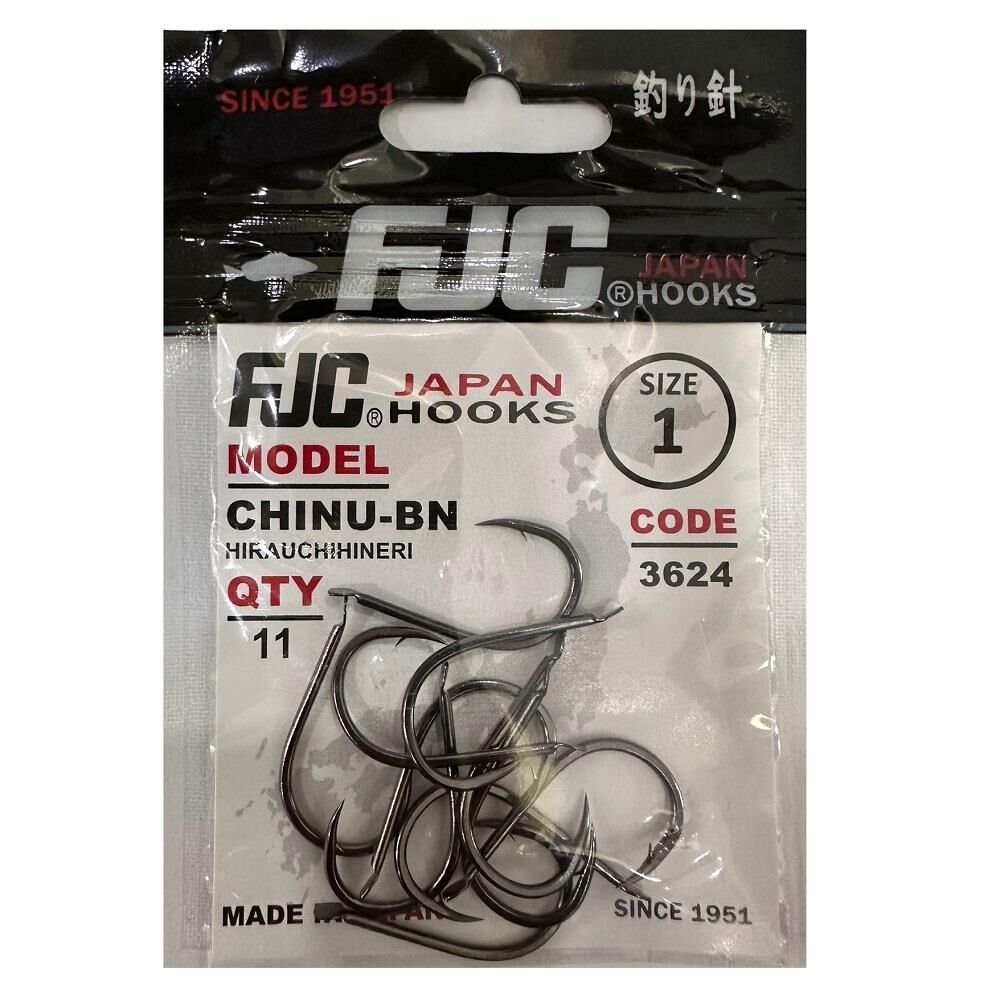 SINCE 1951
釣り針
FJC
JAPAN
®HOOKS
FJC® JAPAN
HOOKS
SIZE
1
MODEL
CHINU-BN
HIRAUCHIHINERI
CODE
3624
QTY
11
MADE
SINCE 1951